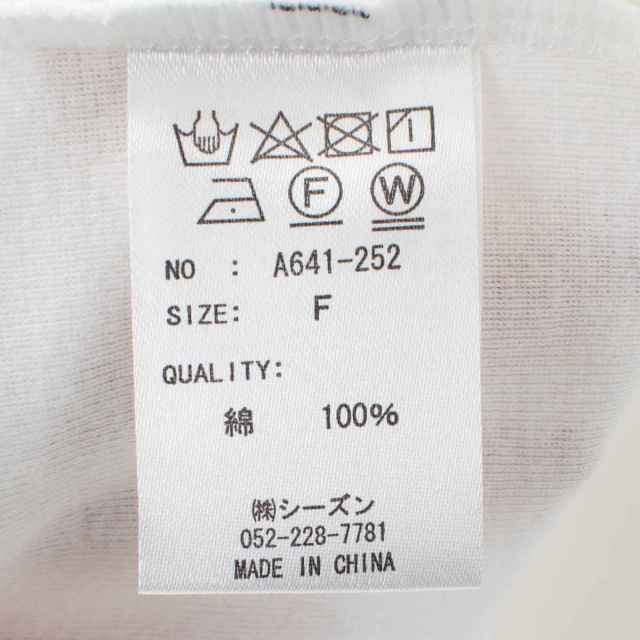 F W
NO : A641-252
SIZE: F
QUALITY:
綿 100%
㈱シーズン
052-228-7781
MADE IN CHINA